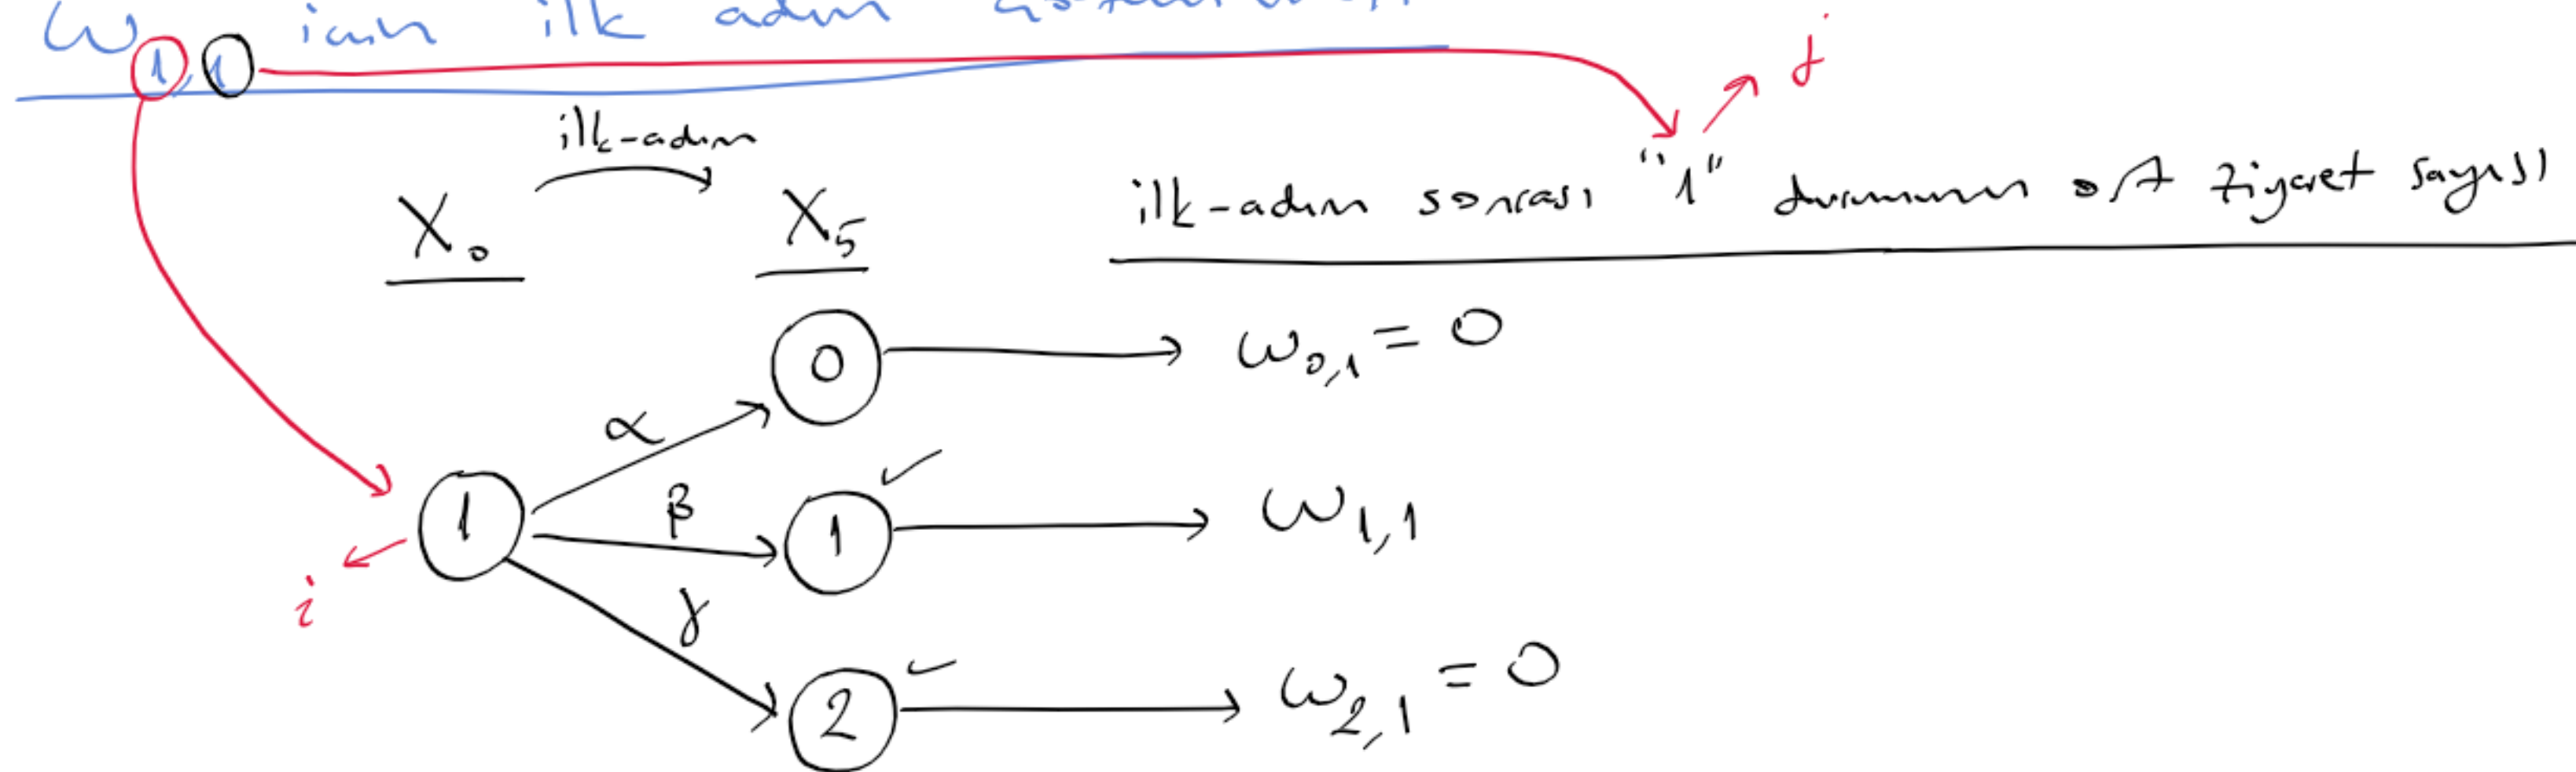 ω₁,₁ için ilk adım
j
ilk-adım
X₀ X₅ ilk-adım sonrası "1" durumunun ort ziyaret sayısı
0 ω₀,₁ = 0
α
1 β 1 ω₁,₁
i
γ
2 ω₂,₁ = 0